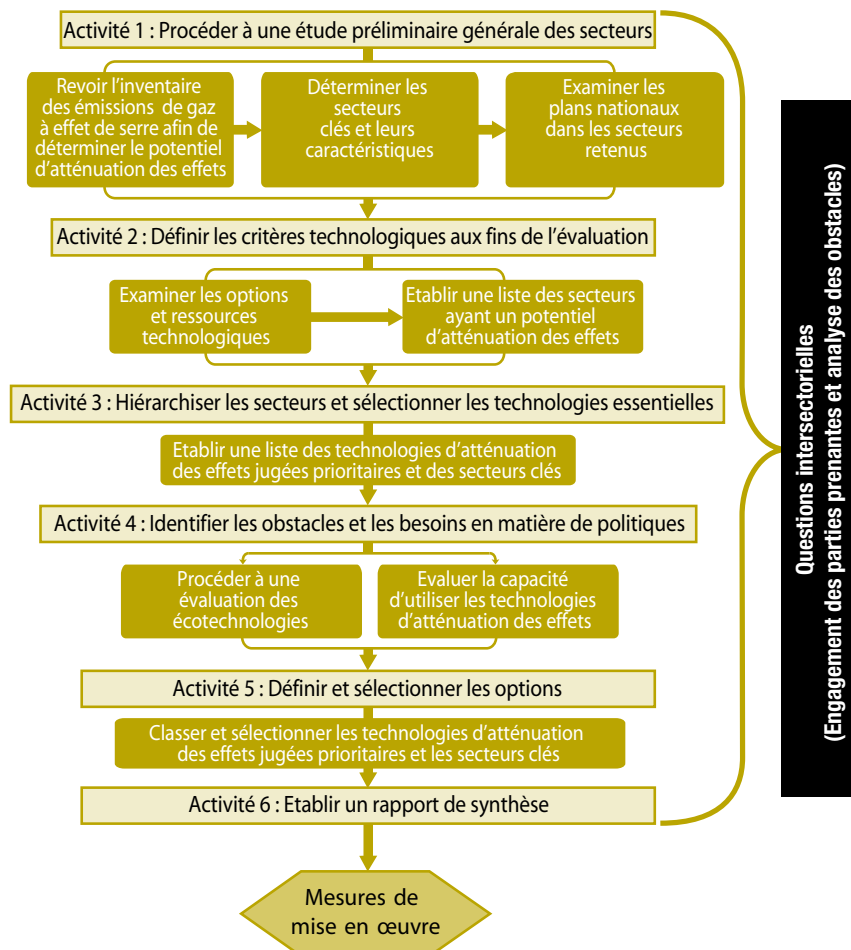 Activité 1 : Procéder à une étude préliminaire générale des secteurs
Revoir l'inventaire
des émissions de gaz
à effet de serre afin de
déterminer le potentiel
d'atténuation des effets
Déterminer les
secteurs
clés et leurs
caractéristiques
Examiner les
plans nationaux
dans les secteurs
retenus
Activité 2 : Définir les critères technologiques aux fins de l'évaluation
Examiner les options
et ressources
technologiques
Etablir une liste des secteurs
ayant un potentiel
d'atténuation des effets
Activité 3 : Hiérarchiser les secteurs et sélectionner les technologies essentielles
Etablir une liste des technologies d'atténuation
des effets jugées prioritaires et des secteurs clés
Activité 4 : Identifier les obstacles et les besoins en matière de politiques
Procéder à une
évaluation des
écotechnologies
Evaluer la capacité
d'utiliser les technologies
d'atténuation des effets
Activité 5 : Définir et sélectionner les options
Classer et sélectionner les technologies d'atténuation
des effets jugées prioritaires et les secteurs clés
Activité 6 : Etablir un rapport de synthèse
Mesures de
mise en œuvre
Questions intersectorielles
(Engagement des parties prenantes et analyse des obstacles)